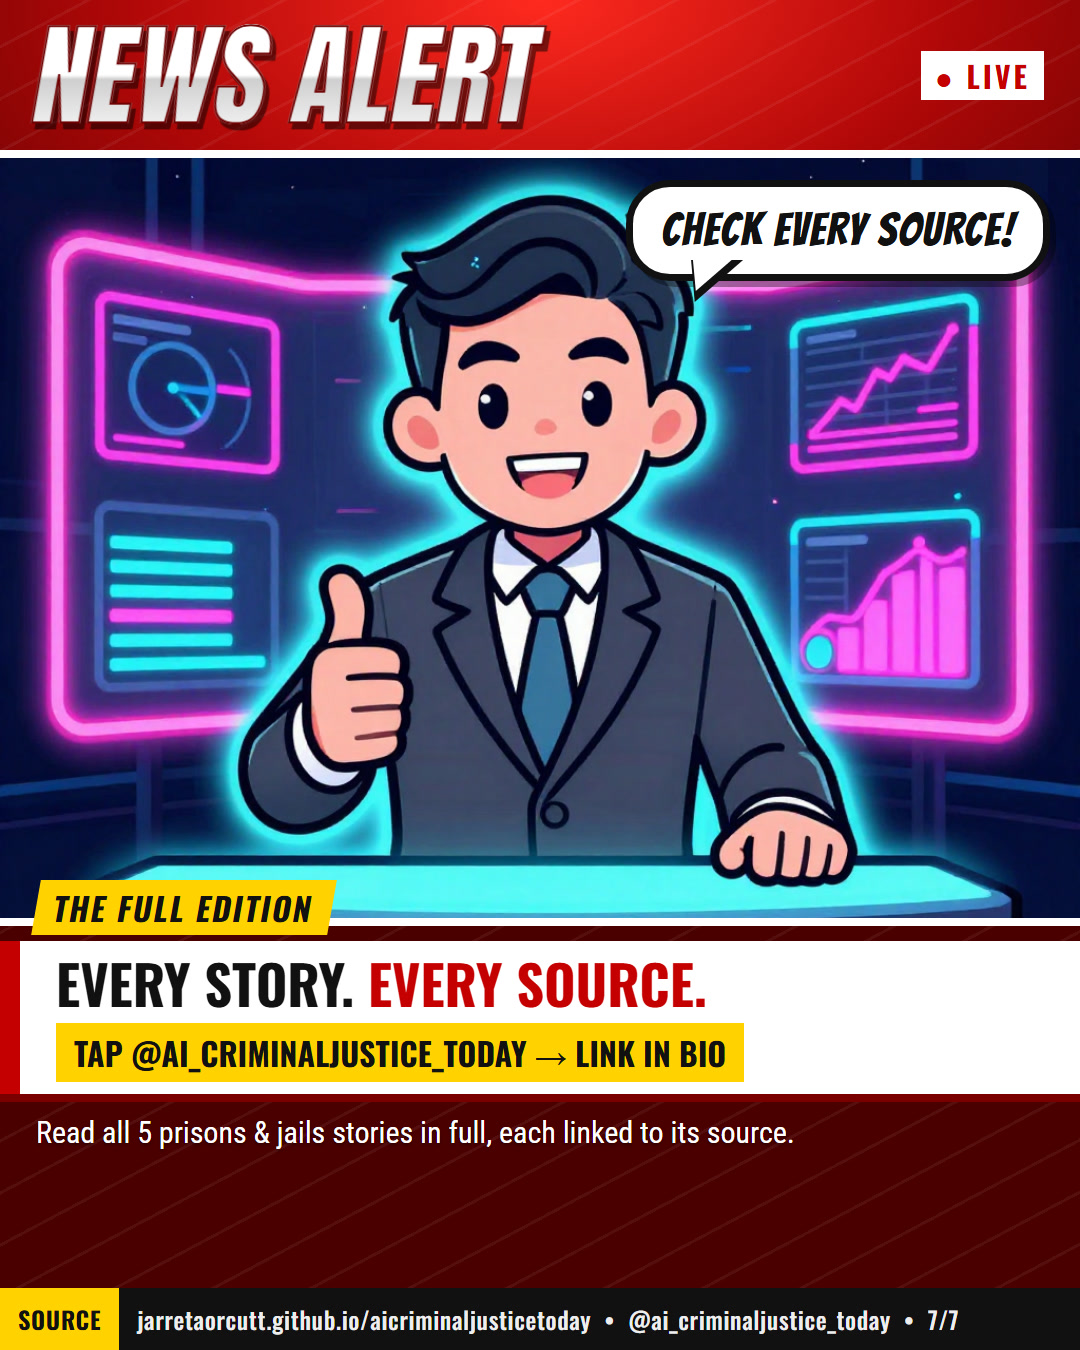 NEWS ALERT
● LIVE
CHECK EVERY SOURCE!
THE FULL EDITION
EVERY STORY. EVERY SOURCE.
TAP @AI_CRIMINALJUSTICE_TODAY → LINK IN BIO
Read all 5 prisons & jails stories in full, each linked to its source.
SOURCE jarretaorcutt.github.io/aicriminaljusticetoday • @ai_criminaljustice_today • 7/7